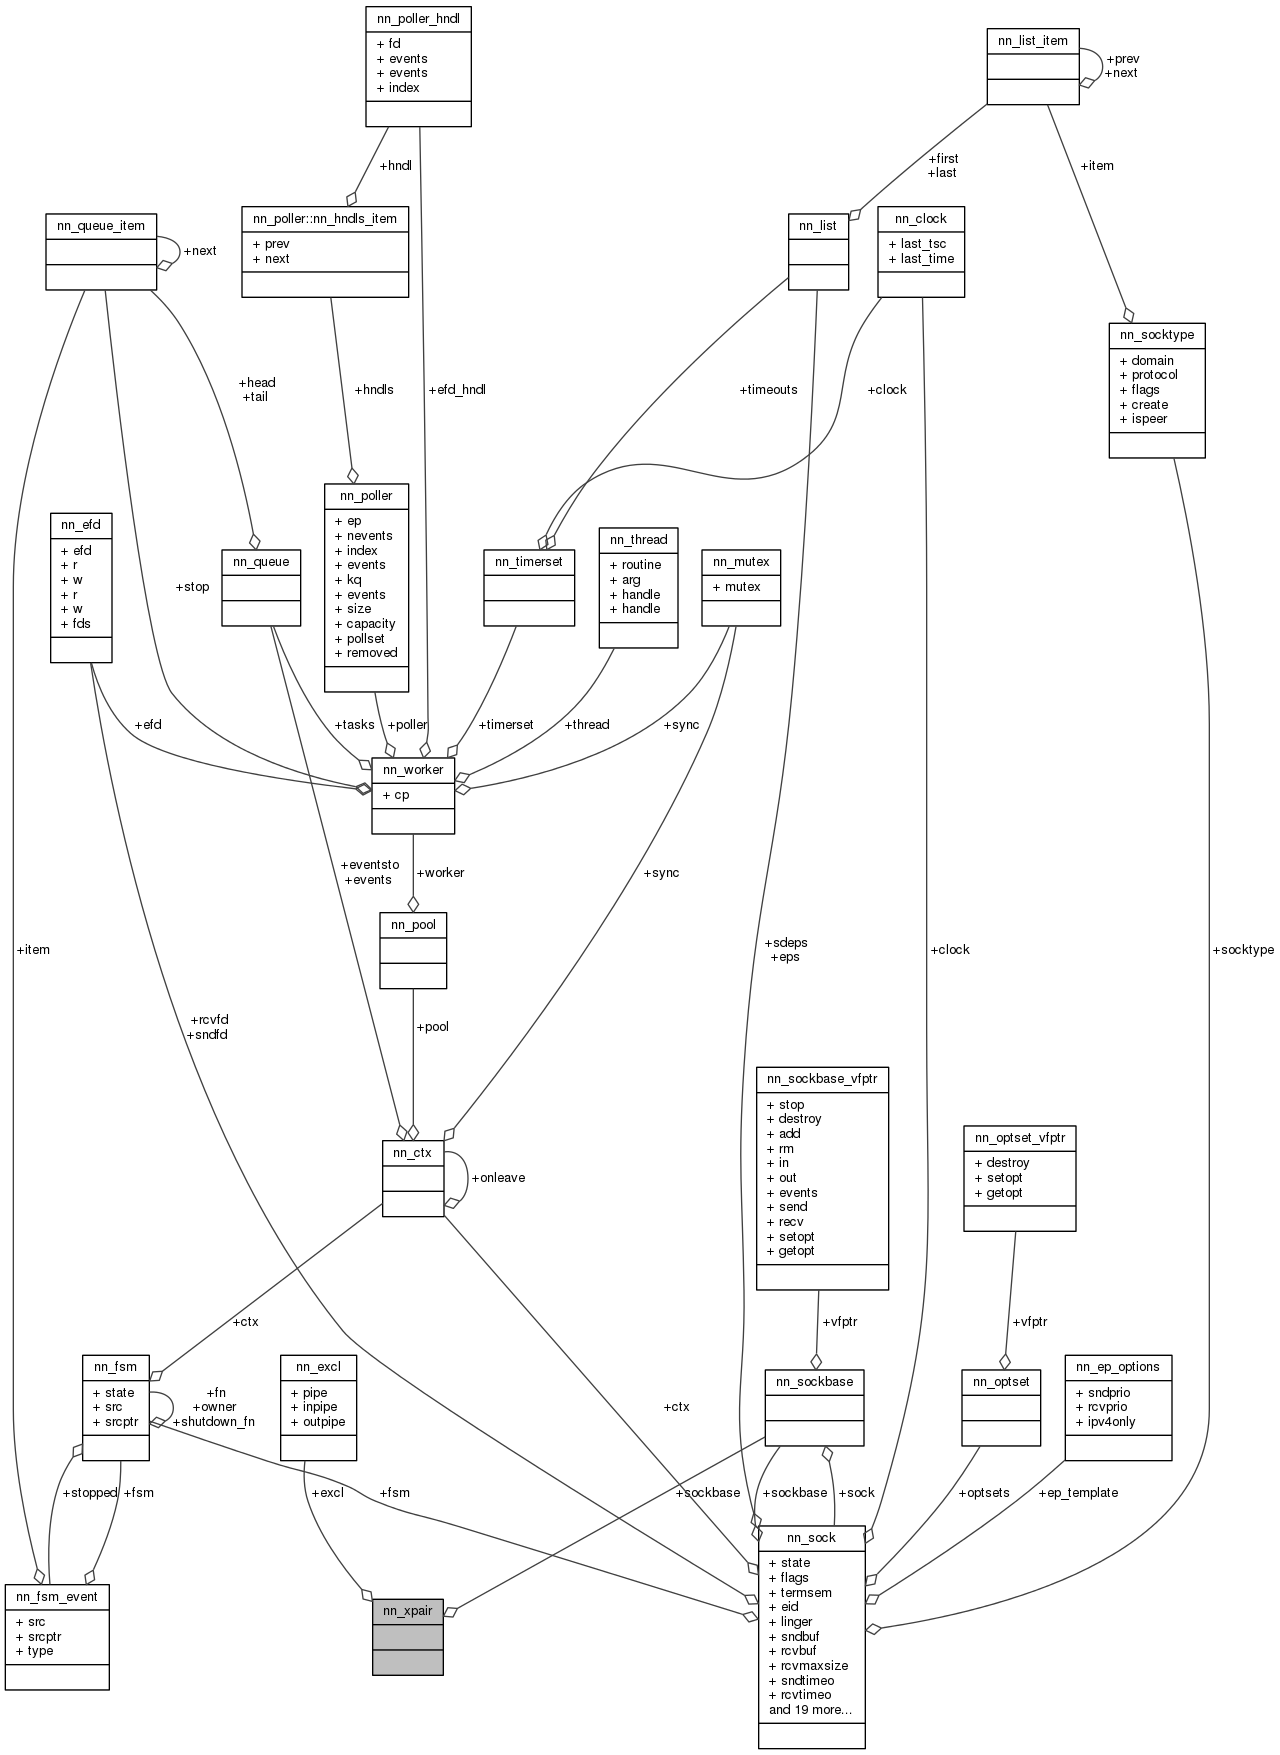 nn_poller_hndl
+ fd
+ events
+ events
+ index
nn_list_item
+prev
+next
+hndl
+first
+last
+item
nn_queue_item
+next
nn_poller::nn_hndls_item
+ prev
+ next
nn_list
nn_clock
+ last_tsc
+ last_time
nn_socktype
+ domain
+ protocol
+ flags
+ create
+ ispeer
+head
+tail
+hndls
+efd_hndl
+timeouts
+clock
nn_efd
+ efd
+ r
+ w
+ r
+ w
+ fds
+stop
nn_queue
nn_poller
+ ep
+ nevents
+ index
+ events
+ kq
+ events
+ size
+ capacity
+ pollset
+ removed
nn_timerset
nn_thread
+ routine
+ arg
+ handle
+ handle
nn_mutex
+ mutex
+efd
+tasks
+poller
+timerset
+thread
+sync
nn_worker
+ cp
+eventsto
+events
+worker
+sync
nn_pool
+item
+sdeps
+eps
+clock
+socktype
+rcvfd
+sndfd
+pool
nn_sockbase_vfptr
+ stop
+ destroy
+ add
+ rm
+ in
+ out
+ events
+ send
+ recv
+ setopt
+ getopt
nn_optset_vfptr
+ destroy
+ setopt
+ getopt
nn_ctx
+onleave
+ctx
+vfptr
+vfptr
nn_fsm
+ state
+ src
+ srcptr
+fn
+owner
+shutdown_fn
nn_excl
+ pipe
+ inpipe
+ outpipe
+ctx
nn_sockbase
nn_optset
nn_ep_options
+ sndprio
+ rcvprio
+ ipv4only
+stopped
+fsm
+excl
+fsm
+sockbase
+sockbase
+sock
+optsets
+ep_template
nn_fsm_event
+ src
+ srcptr
+ type
nn_xpair
nn_sock
+ state
+ flags
+ termsem
+ eid
+ linger
+ sndbuf
+ rcvbuf
+ rcvmaxsize
+ sndtimeo
+ rcvtimeo
and 19 more...